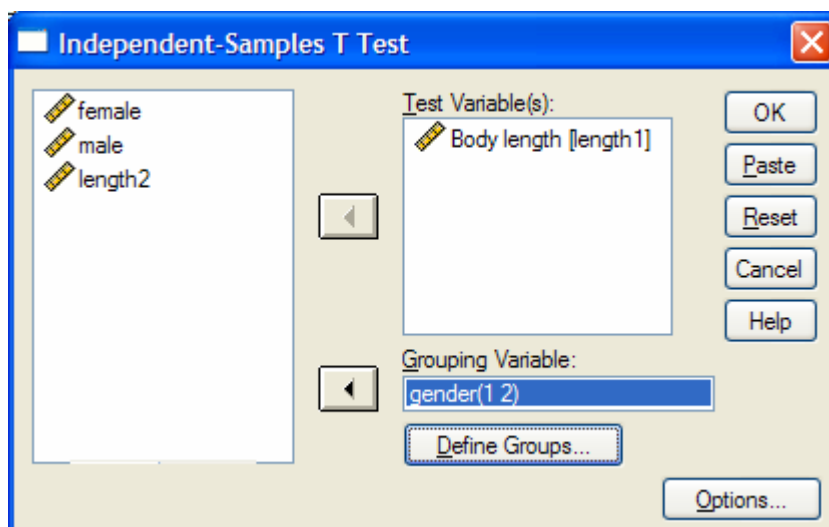 Independent-Samples T Test
female
male
length2
Test Variable(s):
Body length [length1]
Grouping Variable:
gender(1 2)
Define Groups...
OK
Paste
Reset
Cancel
Help
Options...